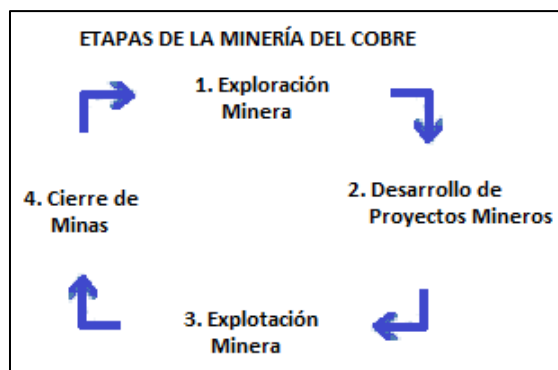 ETAPAS DE LA MINERÍA DEL COBRE
1. Exploración
Minera
2. Desarrollo de
Proyectos Mineros
3. Explotación
Minera
4. Cierre de
Minas